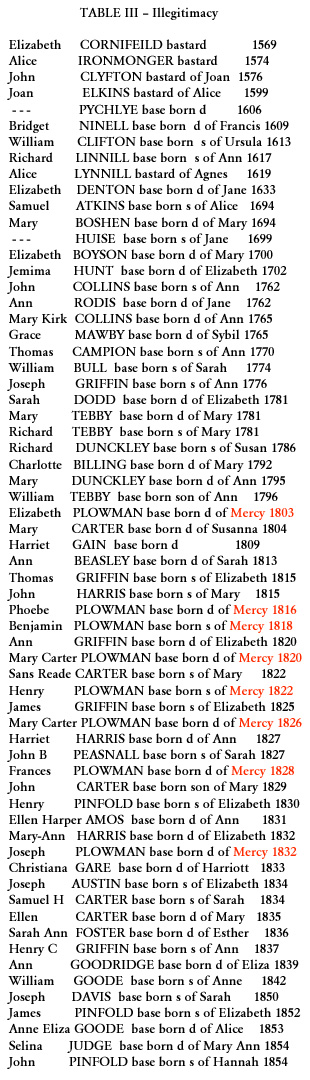 TABLE III – Illegitimacy
Elizabeth CORNIFEILD bastard 1569
Alice IRONMONGER bastard 1574
John CLYFTON bastard of Joan 1576
Joan ELKINS bastard of Alice 1599
- - - PYCHLYE base born d 1606
Bridget NINELL base born d of Francis 1609
William CLIFTON base born s of Ursula 1613
Richard LINNILL base born s of Ann 1617
Alice LYNNILL bastard of Agnes 1619
Elizabeth DENTON base born d of Jane 1633
Samuel ATKINS base born s of Alice 1694
Mary BOSHEN base born d of Mary 1694
- - - HUISE base born s of Jane 1699
Elizabeth BOYSON base born d of Mary 1700
Jemima HUNT base born d of Elizabeth 1702
John COLLINS base born s of Ann 1762
Ann RODIS base born d of Jane 1762
Mary Kirk COLLINS base born d of Ann 1765
Grace MAWBY base born d of Sybil 1765
Thomas CAMPION base born s of Ann 1770
William BULL base born s of Sarah 1774
Joseph GRIFFIN base born s of Ann 1776
Sarah DODD base born d of Elizabeth 1781
Mary TEBBY base born d of Mary 1781
Richard TEBBY base born s of Mary 1781
Richard DUNCKLEY base born s of Susan 1786
Charlotte BILLING base born d of Mary 1792
Mary DUNCKLEY base born d of Ann 1795
William TEBBY base born son of Ann 1796
Elizabeth PLOWMAN base born d of Mercy 1803
Mary CARTER base born d of Susanna 1804
Harriet GAIN base born d 1809
Ann BEASLEY base born d of Sarah 1813
Thomas GRIFFIN base born s of Elizabeth 1815
John HARRIS base born s of Mary 1815
Phoebe PLOWMAN base born d of Mercy 1816
Benjamin PLOWMAN base born s of Mercy 1818
Ann GRIFFIN base born d of Elizabeth 1820
Mary Carter PLOWMAN base born d of Mercy 1820
Sans Reade CARTER base born s of Mary 1822
Henry PLOWMAN base born s of Mercy 1822
James GRIFFIN base born s of Elizabeth 1825
Mary Carter PLOWMAN base born d of Mercy 1826
Harriet HARRIS base born d of Ann 1827
John B PEASNALL base born s of Sarah 1827
Frances PLOWMAN base born d of Mercy 1828
John CARTER base born son of Mary 1829
Henry PINFOLD base born s of Elizabeth 1830
Ellen Harper AMOS base born d of Ann 1831
Mary-Ann HARRIS base born d of Elizabeth 1832
Joseph PLOWMAN base born d of Mercy 1832
Christiana GARE base born d of Harriott 1833
Joseph AUSTIN base born s of Elizabeth 1834
Samuel H CARTER base born s of Sarah 1834
Ellen CARTER base born d of Mary 1835
Sarah Ann FOSTER base born d of Esther 1836
Henry C GRIFFIN base born s of Ann 1837
Ann GOODRIDGE base born d of Eliza 1839
William GOODE base born s of Anne 1842
Joseph DAVIS base born s of Sarah 1850
James PINFOLD base born s of Elizabeth 1852
Anne Eliza GOODE base born d of Alice 1853
Selina JUDGE base born d of Mary Ann 1854
John PINFOLD base born s of Hannah 1854